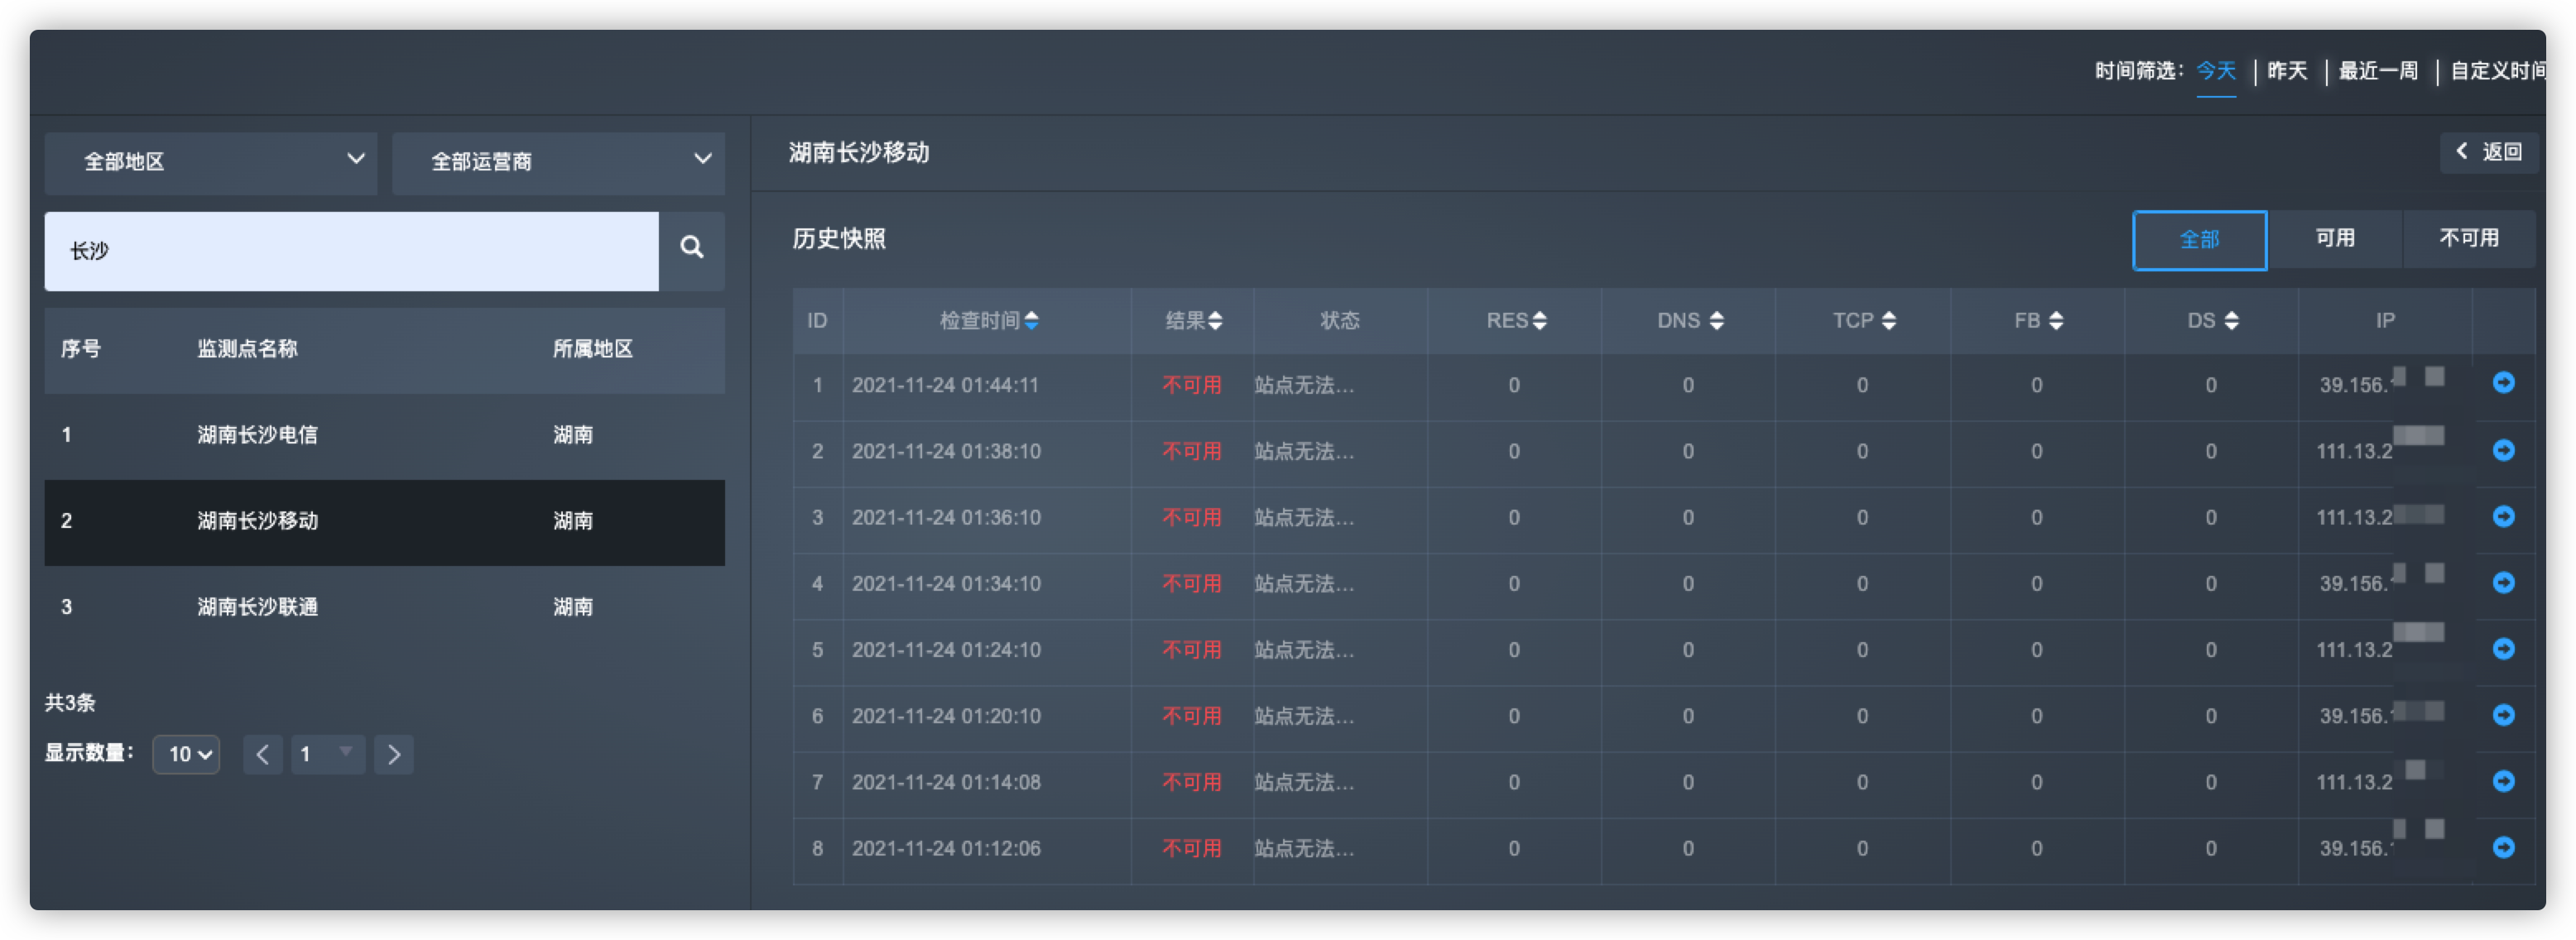 时间筛选: 今天 | 昨天 | 最近一周 | 自定义时间
全部地区 全部运营商
长沙
序号 监测点名称 所属地区
1 湖南长沙电信 湖南
2 湖南长沙移动 湖南
3 湖南长沙联通 湖南
共3条
显示数量: 10 1
湖南长沙移动 返回
历史快照 全部 可用 不可用
ID 检查时间 结果 状态 RES DNS TCP FB DS IP
1 2021-11-24 01:44:11 不可用 站点无法... 0 0 0 0 0 39.156.
2 2021-11-24 01:38:10 不可用 站点无法... 0 0 0 0 0 111.13.2
3 2021-11-24 01:36:10 不可用 站点无法... 0 0 0 0 0 111.13.2
4 2021-11-24 01:34:10 不可用 站点无法... 0 0 0 0 0 39.156.
5 2021-11-24 01:24:10 不可用 站点无法... 0 0 0 0 0 111.13.2
6 2021-11-24 01:20:10 不可用 站点无法... 0 0 0 0 0 39.156.
7 2021-11-24 01:14:08 不可用 站点无法... 0 0 0 0 0 111.13.2
8 2021-11-24 01:12:06 不可用 站点无法... 0 0 0 0 0 39.156.